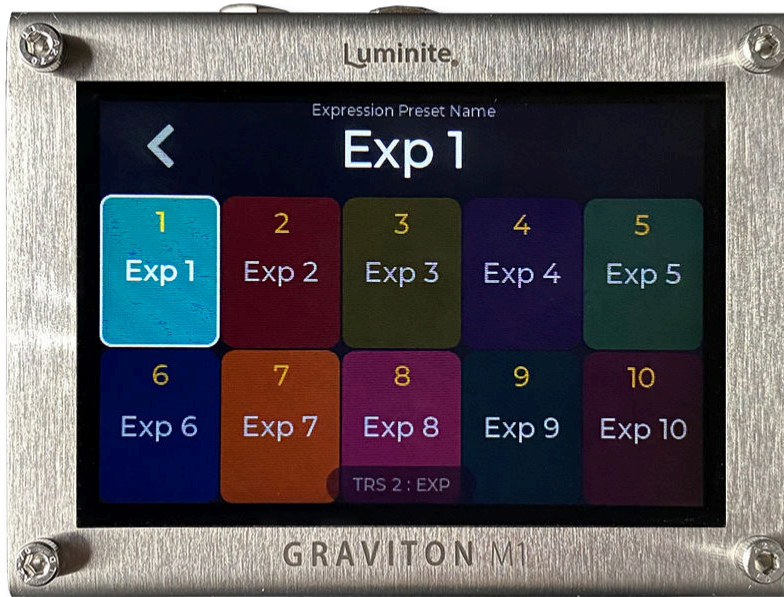 Luminite
Expression Preset Name
Exp 1
1 2 3 4 5
Exp 1 Exp 2 Exp 3 Exp 4 Exp 5
6 7 8 9 10
Exp 6 Exp 7 Exp 8 Exp 9 Exp 10
TRS 2 : EXP
GRAVITON M1